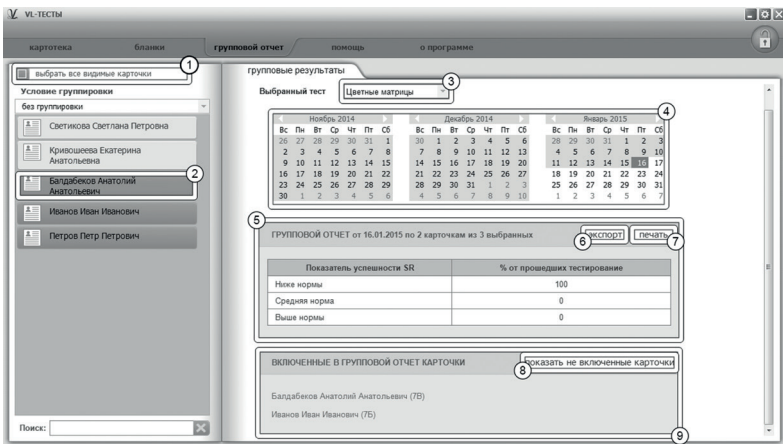 VL-ТЕСТЫ
картотека бланки групповой отчет помощь о программе
1
выбрать все видимые карточки
Условие группировки
без группировки
Светикова Светлана Петровна
Кривошеева Екатерина
Анатольевна
2
Балдабеков Анатолий
Анатольевич
Иванов Иван Иванович
Петров Петр Петрович
Поиск:
групповые результаты
3
Выбранный тест Цветные матрицы
4
Ноябрь 2014 Декабрь 2014 Январь 2015
Вс Пн Вт Ср Чт Пт Сб Вс Пн Вт Ср Чт Пт Сб Вс Пн Вт Ср Чт Пт Сб
26 27 28 29 30 31 1 30 1 2 3 4 5 6 28 29 30 31 1 2 3
2 3 4 5 6 7 8 7 8 9 10 11 12 13 4 5 6 7 8 9 10
9 10 11 12 13 14 15 14 15 16 17 18 19 20 11 12 13 14 15 16 17
16 17 18 19 20 21 22 21 22 23 24 25 26 27 18 19 20 21 22 23 24
23 24 25 26 27 28 29 28 29 30 31 1 2 3 25 26 27 28 29 30 31
30 1 2 3 4 5 6 4 5 6 7 8 9 10 1 2 3 4 5 6 7
5
ГРУППОВОЙ ОТЧЕТ от 16.01.2015 по 2 карточкам из 3 выбранных экспорт печать
6 7
Показатель успешности SR % от прошедших тестирование
Ниже нормы 100
Средняя норма 0
Выше нормы 0
ВКЛЮЧЕННЫЕ В ГРУППОВОЙ ОТЧЕТ КАРТОЧКИ показать не включенные карточки
8
Балдабеков Анатолий Анатольевич (7В)
Иванов Иван Иванович (7Б)
9